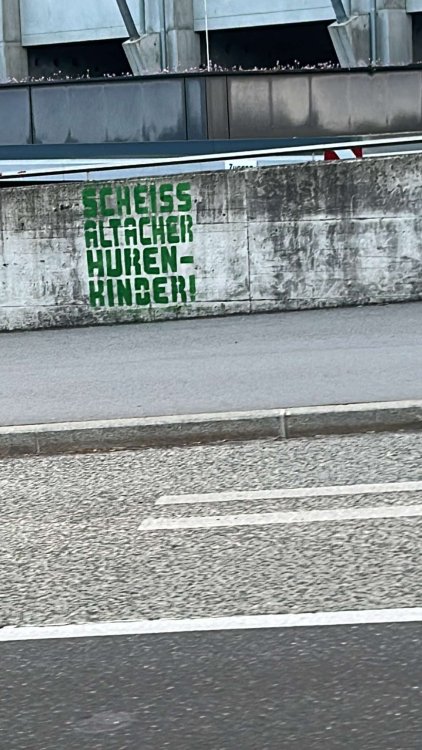 SCHEISS
ALTACHER
HUREN-
KINDER!